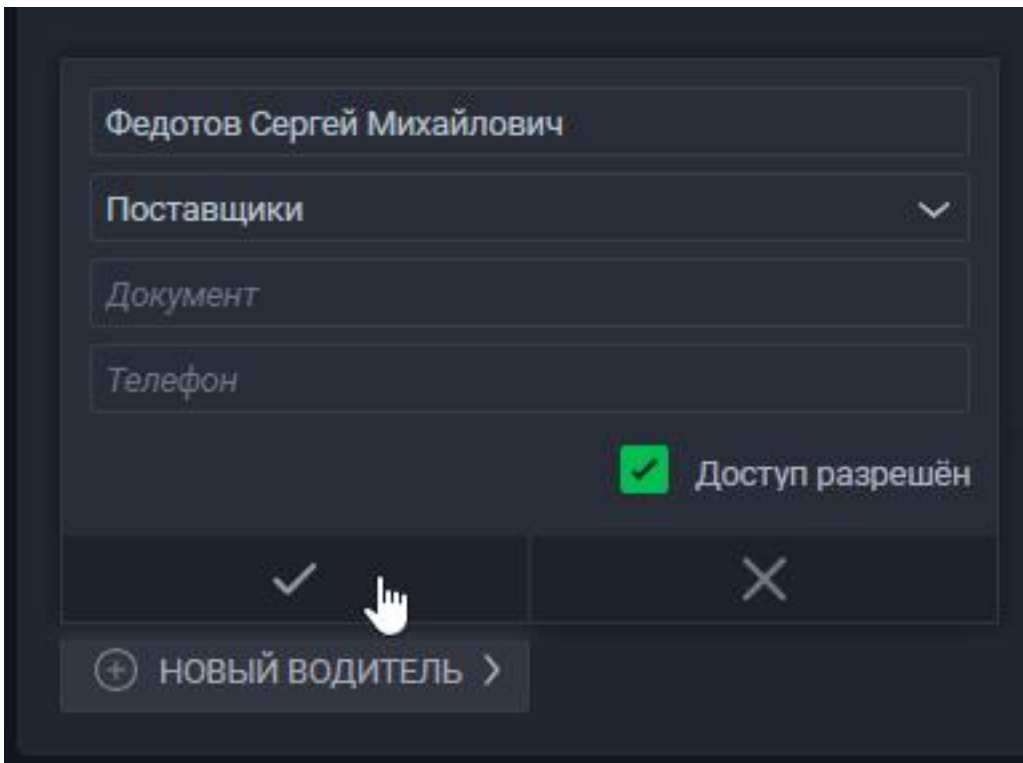 Федотов Сергей Михайлович
Поставщики
Документ
Телефон
Доступ разрешён
НОВЫЙ ВОДИТЕЛЬ